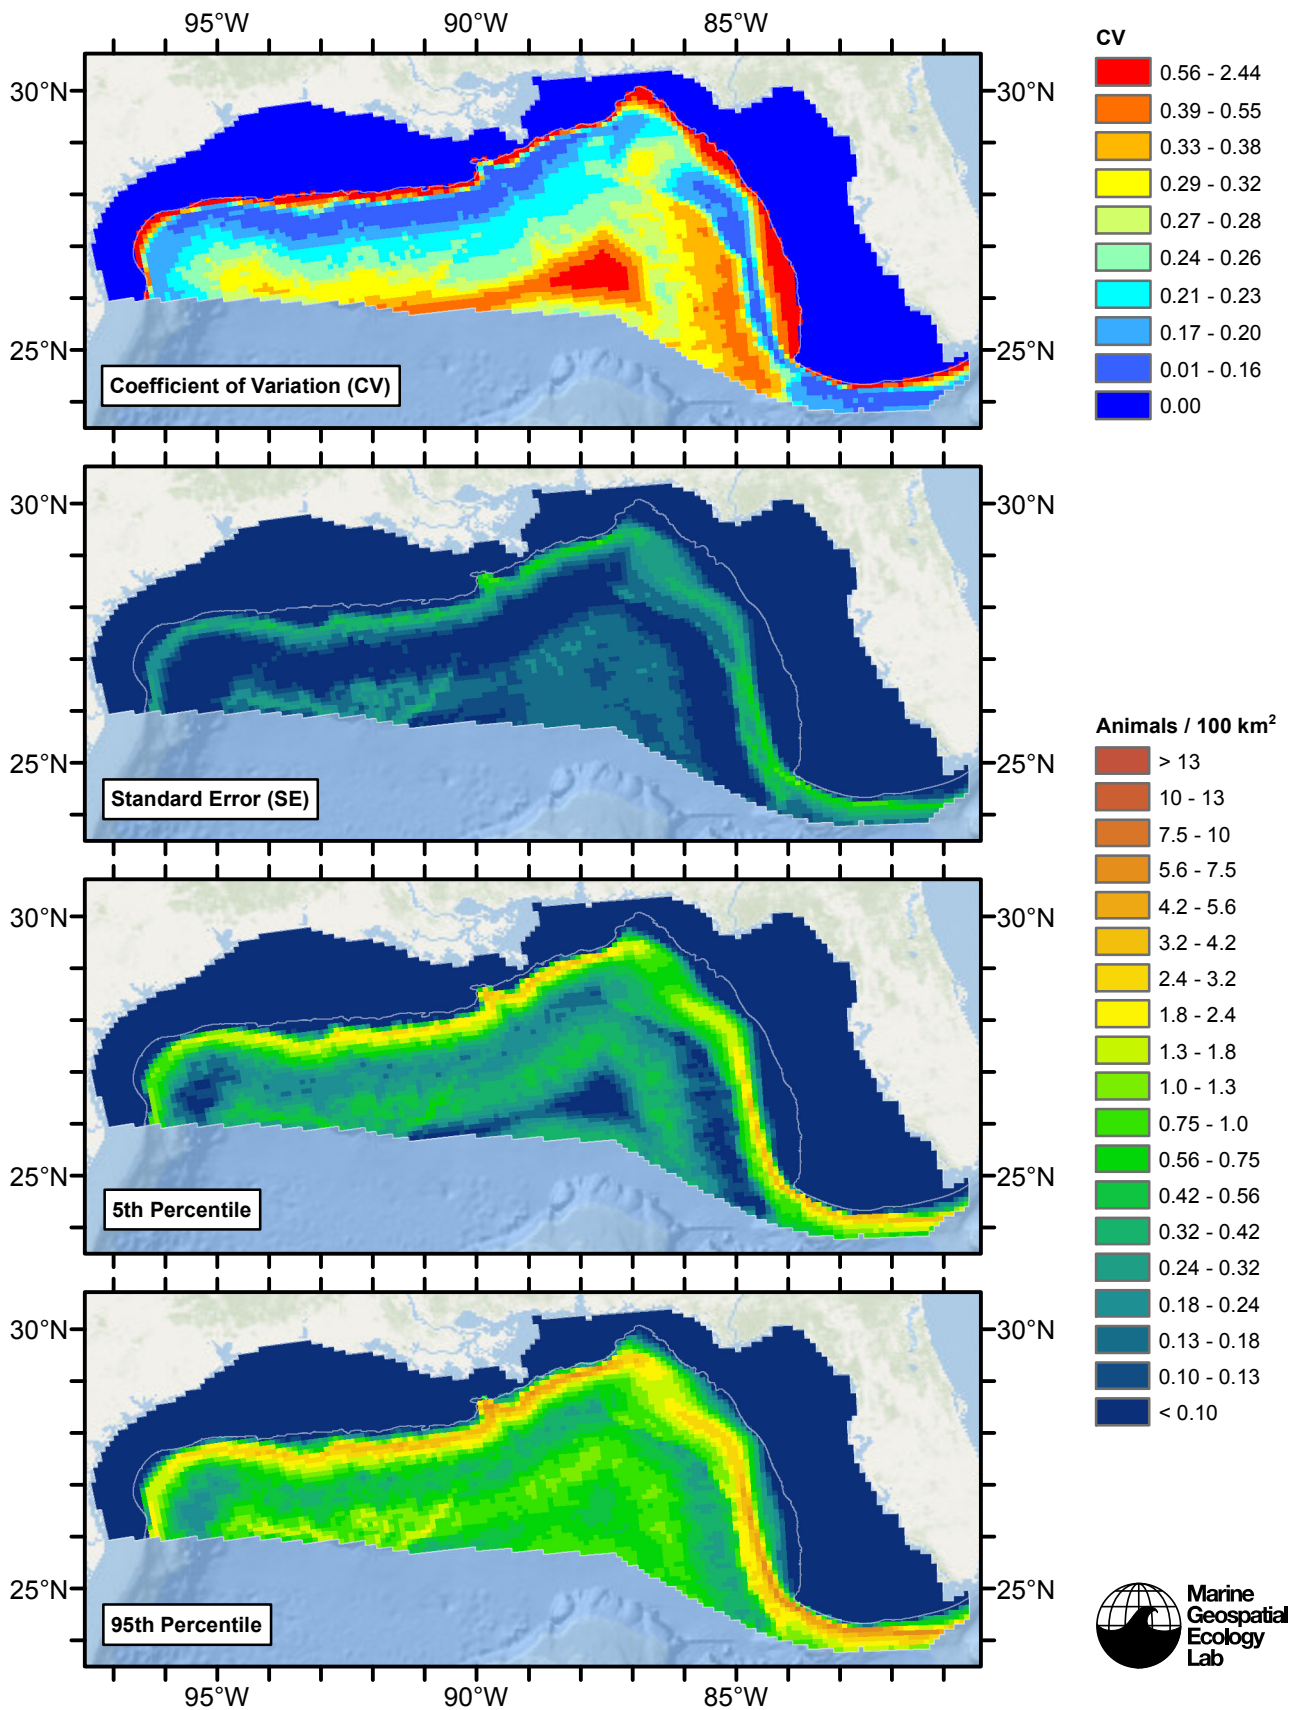 95°W 90°W 85°W
CV
0.56 - 2.44
0.39 - 0.55
0.33 - 0.38
0.29 - 0.32
0.27 - 0.28
0.24 - 0.26
0.21 - 0.23
0.17 - 0.20
0.01 - 0.16
0.00
30°N 30°N
25°N 25°N
Coefficient of Variation (CV)
30°N 30°N
25°N 25°N
Standard Error (SE)
Animals / 100 km²
> 13
10 - 13
7.5 - 10
5.6 - 7.5
4.2 - 5.6
3.2 - 4.2
2.4 - 3.2
1.8 - 2.4
1.3 - 1.8
1.0 - 1.3
0.75 - 1.0
0.56 - 0.75
0.42 - 0.56
0.32 - 0.42
0.24 - 0.32
0.18 - 0.24
0.13 - 0.18
0.10 - 0.13
< 0.10
30°N 30°N
25°N 25°N
5th Percentile
30°N 30°N
25°N 25°N
95th Percentile
95°W 90°W 85°W
Marine
Geospatial
Ecology
Lab